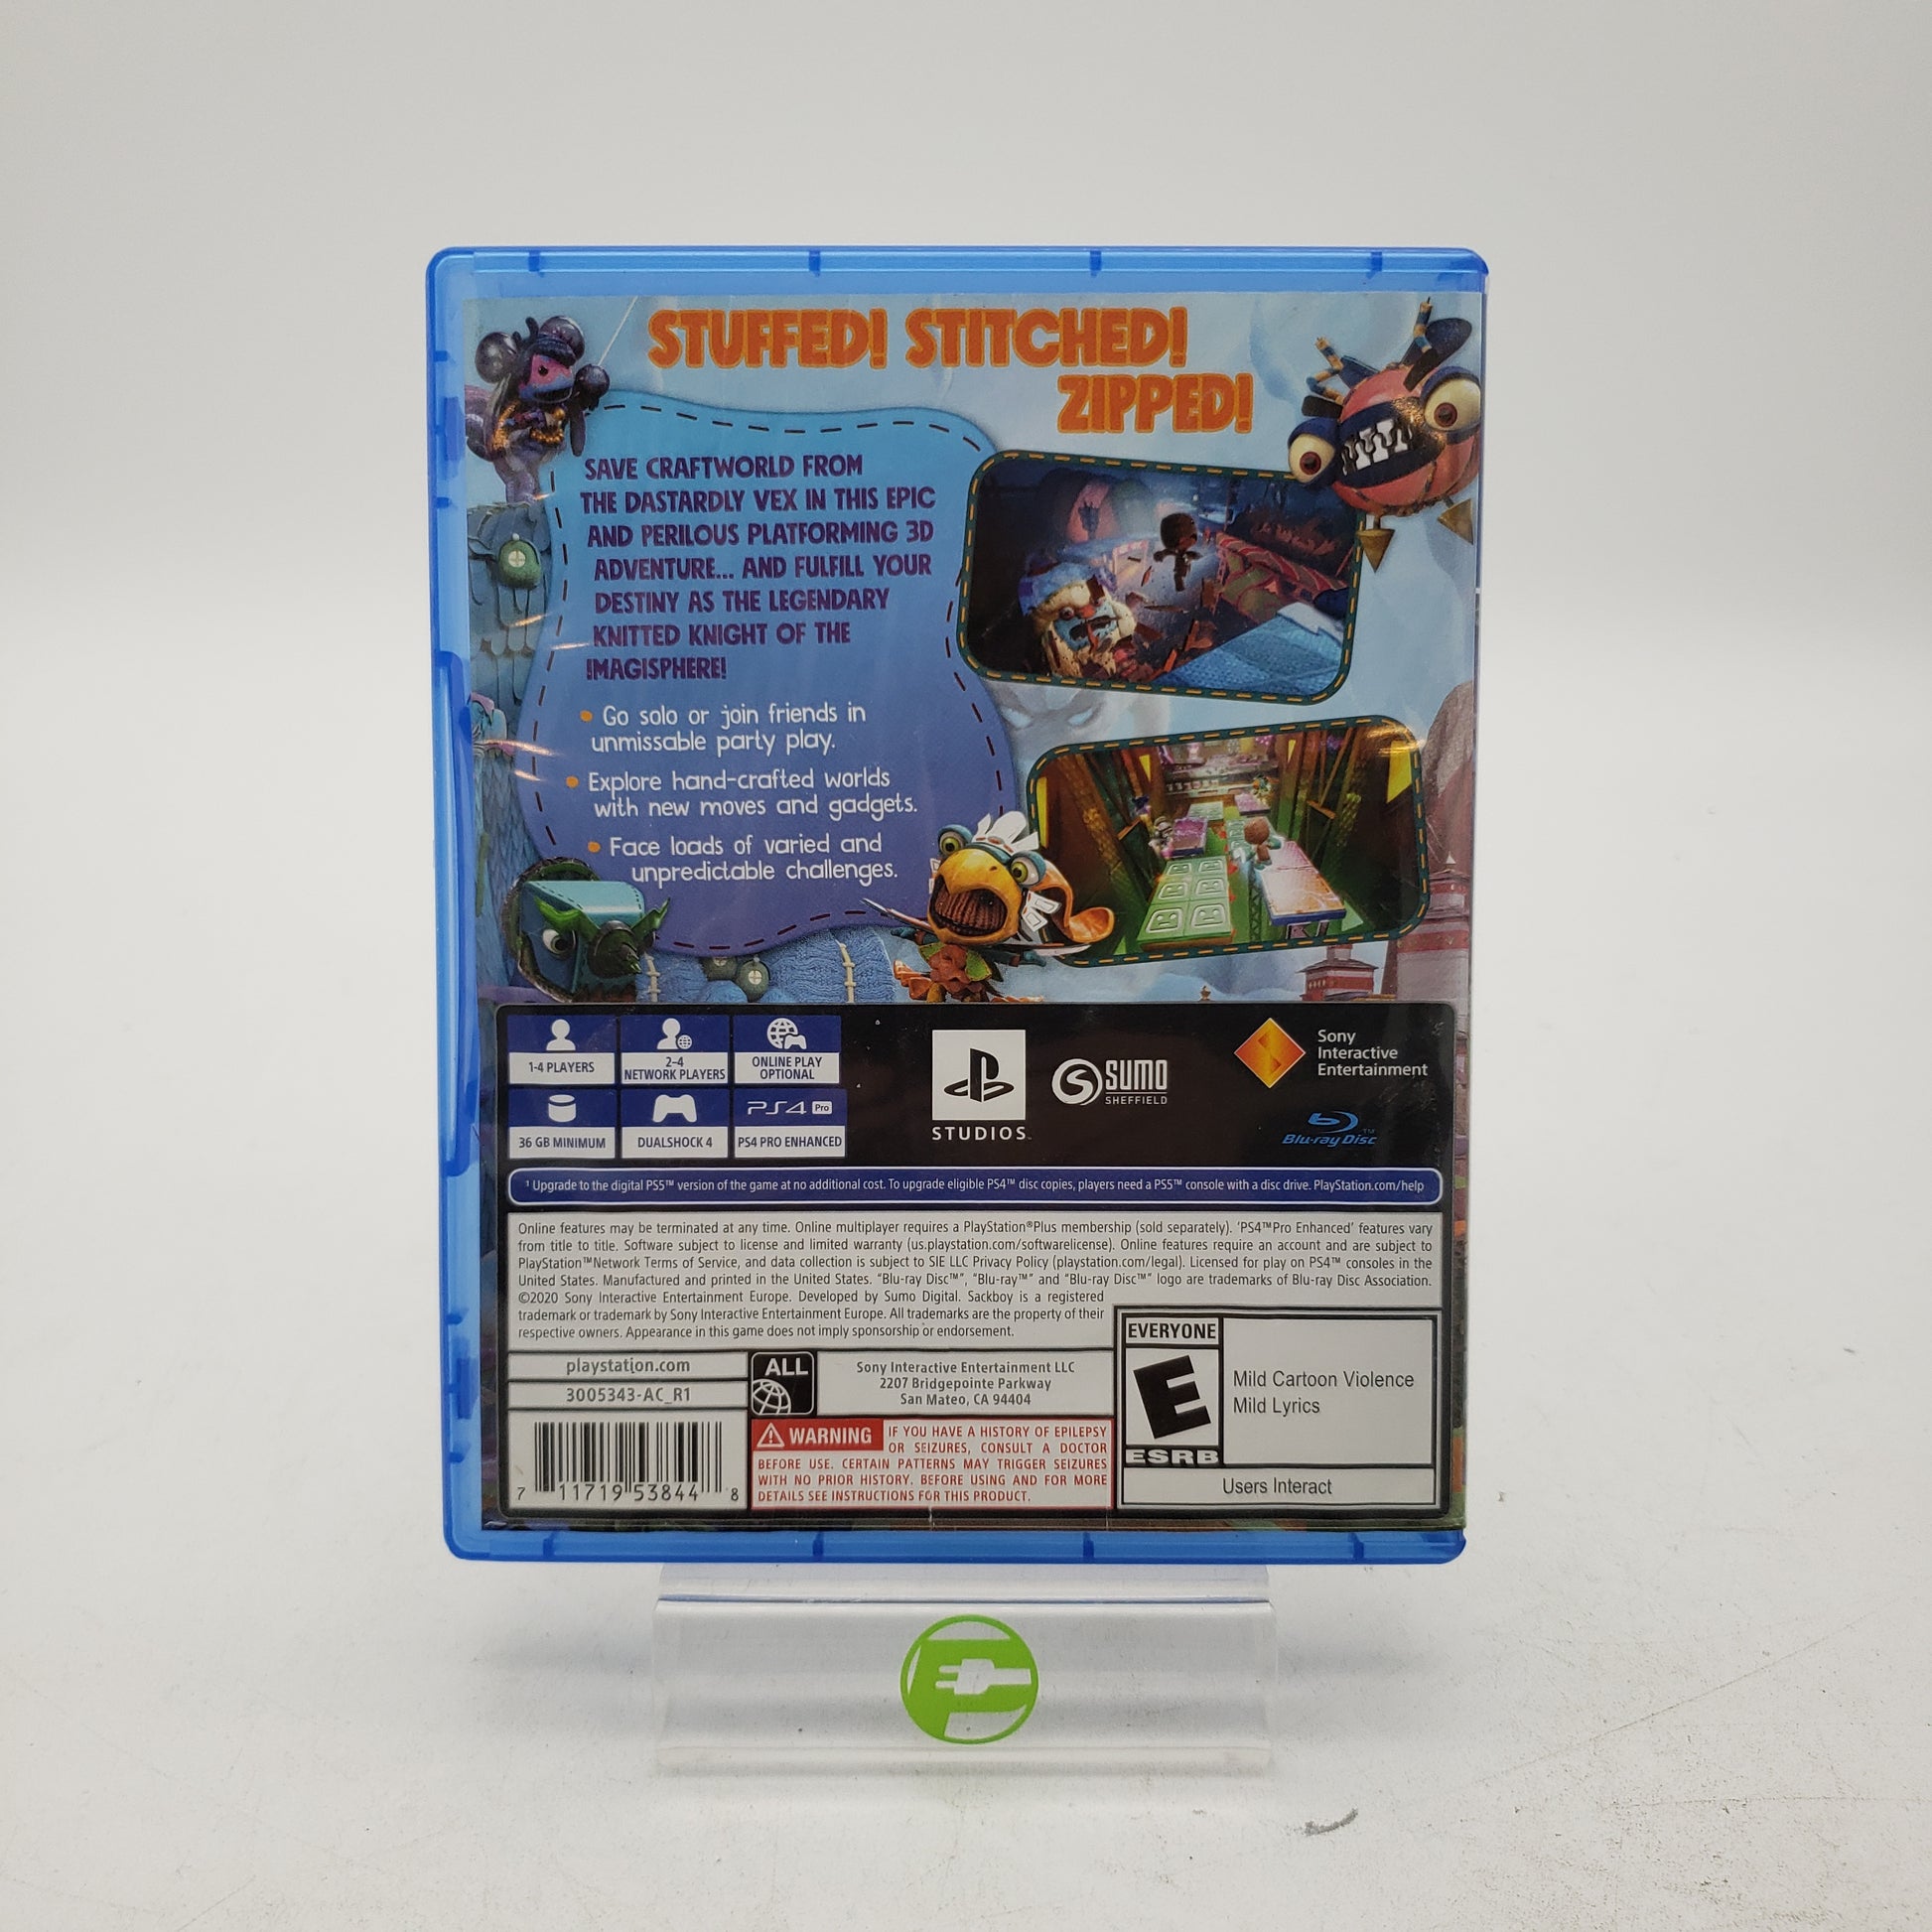 STUFFED! STITCHED!
ZIPPED!
SAVE CRAFTWORLD FROM
THE DASTARDLY VEX IN THIS EPIC
AND PERILOUS PLATFORMING 3D
ADVENTURE... AND FULFILL YOUR
DESTINY AS THE LEGENDARY
KNITTED KNIGHT OF THE
IMAGISPHERE!
• Go solo or join friends in
unmissable party play.
• Explore hand-crafted worlds
with new moves and gadgets.
• Face loads of varied and
unpredictable challenges.
1-4 PLAYERS
2-4
NETWORK PLAYERS
ONLINE PLAY
OPTIONAL
36 GB MINIMUM
DUALSHOCK 4
PS4 Pro
PS4 PRO ENHANCED
STUDIOS™
SUMO
SHEFFIELD
Sony
Interactive
Entertainment
Blu-ray Disc™
¹ Upgrade to the digital PS5™ version of the game at no additional cost. To upgrade eligible PS4™ disc copies, players need a PS5™ console with a disc drive. PlayStation.com/help
Online features may be terminated at any time. Online multiplayer requires a PlayStation®Plus membership (sold separately). 'PS4™Pro Enhanced' features vary
from title to title. Software subject to license and limited warranty (us.playstation.com/softwarelicense). Online features require an account and are subject to
PlayStation™Network Terms of Service, and data collection is subject to SIE LLC Privacy Policy (playstation.com/legal). Licensed for play on PS4™ consoles in the
United States. Manufactured and printed in the United States. "Blu-ray Disc™", "Blu-ray™" and "Blu-ray Disc™" logo are trademarks of Blu-ray Disc Association.
©2020 Sony Interactive Entertainment Europe. Developed by Sumo Digital. Sackboy is a registered
trademark or trademark by Sony Interactive Entertainment Europe. All trademarks are the property of their
respective owners. Appearance in this game does not imply sponsorship or endorsement.
playstation.com
3005343-AC_R1
ALL
Sony Interactive Entertainment LLC
2207 Bridgepointe Parkway
San Mateo, CA 94404
7 11719 53844 8
WARNING IF YOU HAVE A HISTORY OF EPILEPSY
OR SEIZURES, CONSULT A DOCTOR
BEFORE USE. CERTAIN PATTERNS MAY TRIGGER SEIZURES
WITH NO PRIOR HISTORY. BEFORE USING AND FOR MORE
DETAILS SEE INSTRUCTIONS FOR THIS PRODUCT.
EVERYONE
E
ESRB
Mild Cartoon Violence
Mild Lyrics
Users Interact